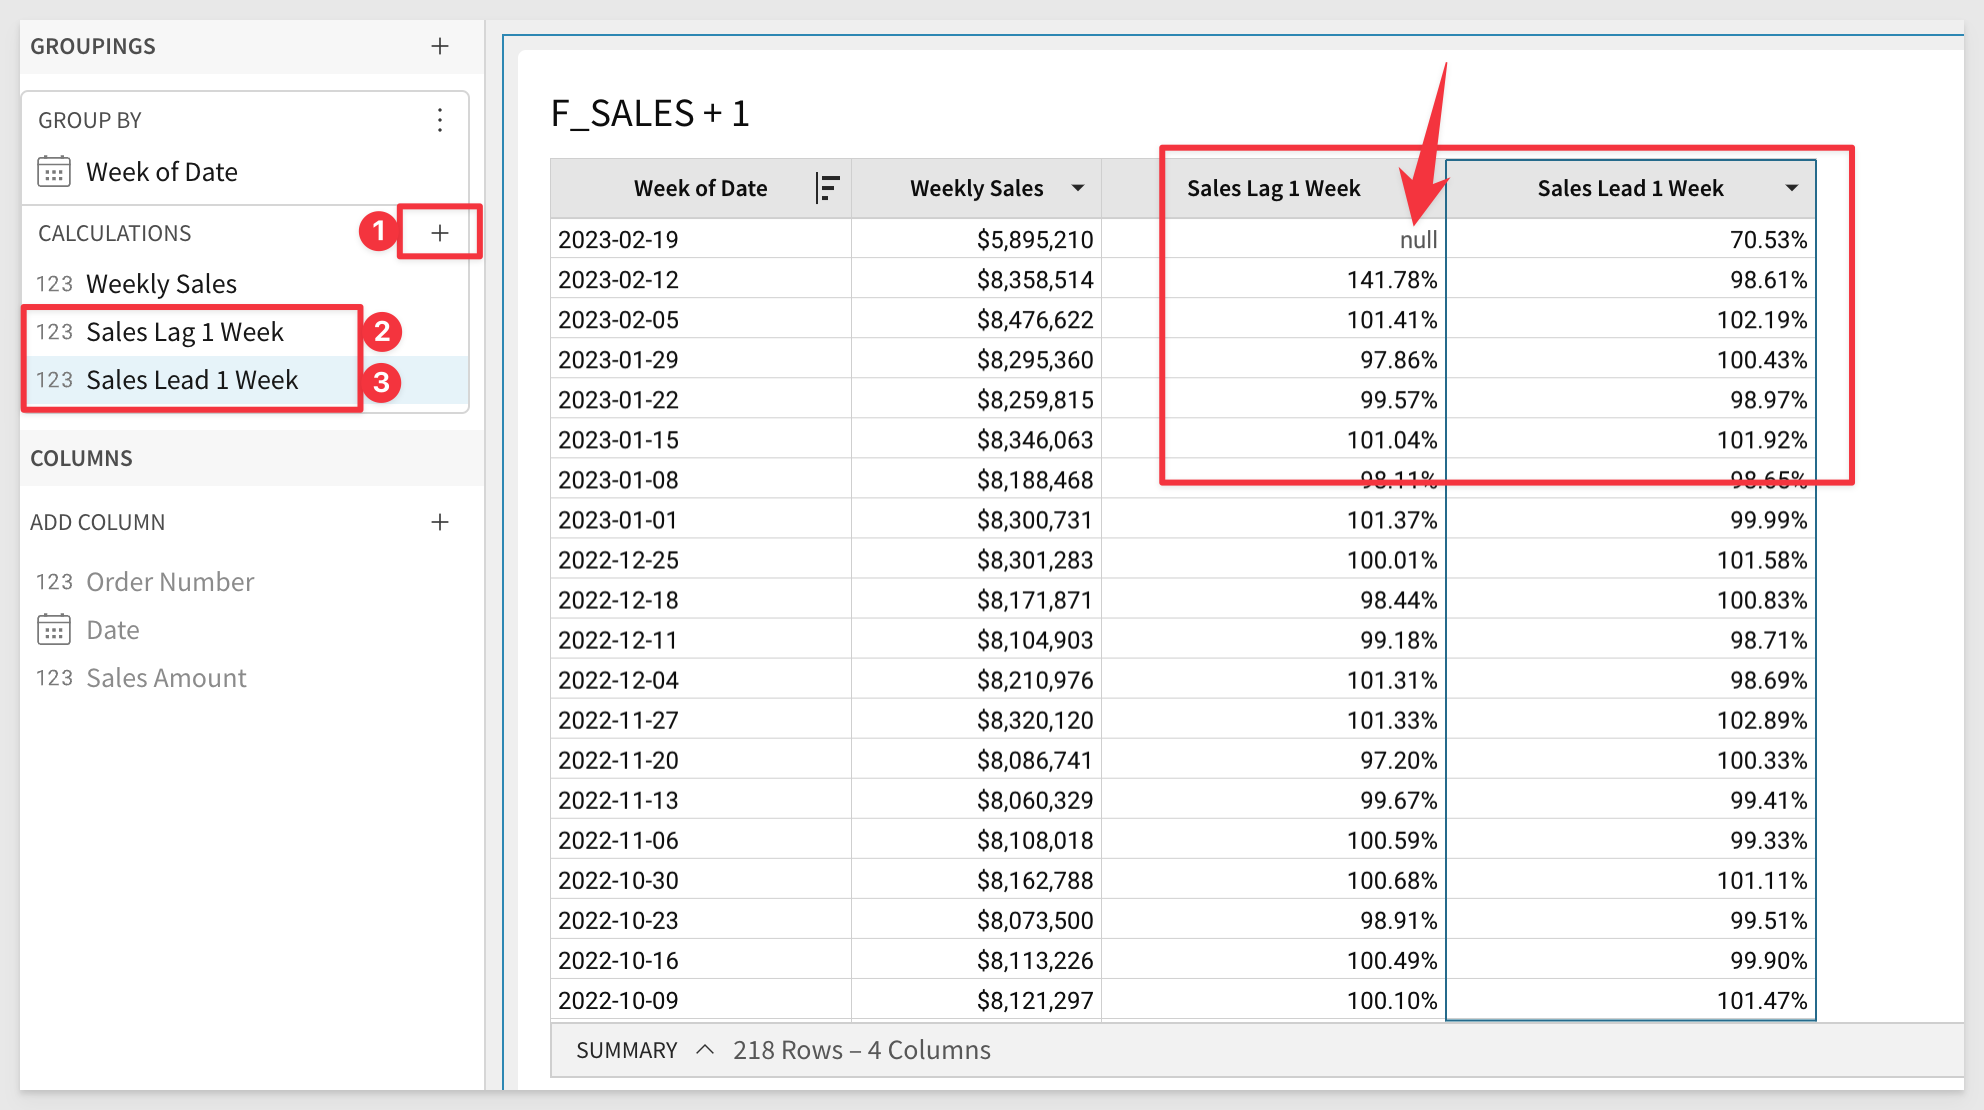 GROUPINGS
GROUP BY
Week of Date
CALCULATIONS
1
123 Weekly Sales
123 Sales Lag 1 Week
2
123 Sales Lead 1 Week
3
COLUMNS
ADD COLUMN
123 Order Number
Date
123 Sales Amount
F_SALES + 1
Week of Date Weekly Sales Sales Lag 1 Week Sales Lead 1 Week
2023-02-19 $5,895,210 null 70.53%
2023-02-12 $8,358,514 141.78% 98.61%
2023-02-05 $8,476,622 101.41% 102.19%
2023-01-29 $8,295,360 97.86% 100.43%
2023-01-22 $8,259,815 99.57% 98.97%
2023-01-15 $8,346,063 101.04% 101.92%
2023-01-08 $8,188,468 98.11% 98.65%
2023-01-01 $8,300,731 101.37% 99.99%
2022-12-25 $8,301,283 100.01% 101.58%
2022-12-18 $8,171,871 98.44% 100.83%
2022-12-11 $8,104,903 99.18% 98.71%
2022-12-04 $8,210,976 101.31% 98.69%
2022-11-27 $8,320,120 101.33% 102.89%
2022-11-20 $8,086,741 97.20% 100.33%
2022-11-13 $8,060,329 99.67% 99.41%
2022-11-06 $8,108,018 100.59% 99.33%
2022-10-30 $8,162,788 100.68% 101.11%
2022-10-23 $8,073,500 98.91% 99.51%
2022-10-16 $8,113,226 100.49% 99.90%
2022-10-09 $8,121,297 100.10% 101.47%
SUMMARY 218 Rows – 4 Columns